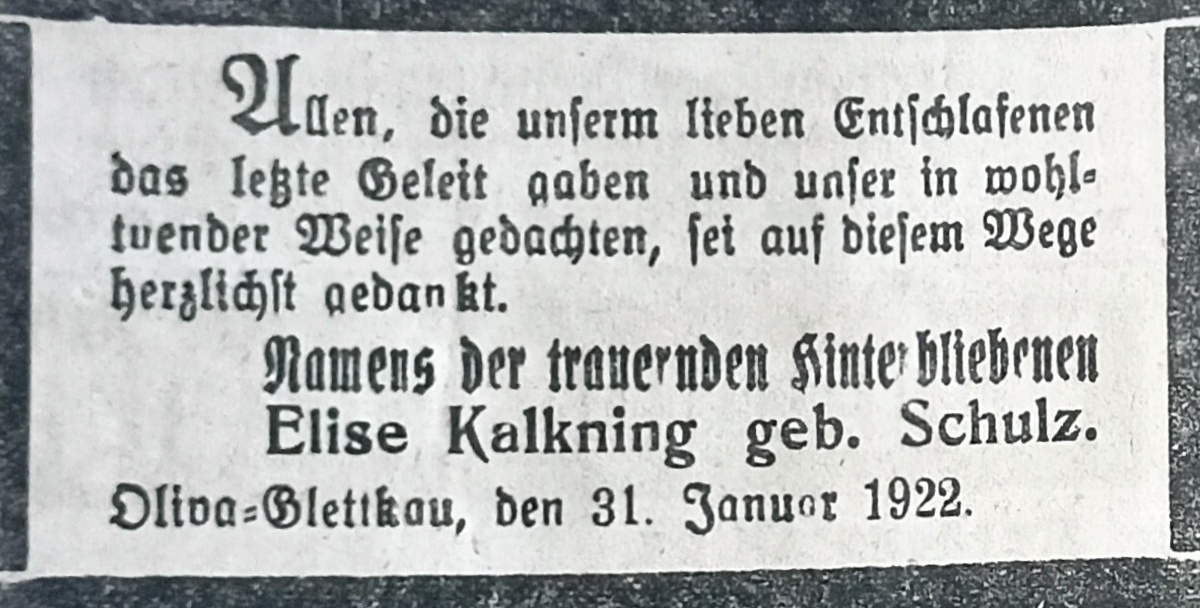 Allen, die unserm lieben Entschlafenen
das letzte Geleit gaben und unser in wohl-
tuender Weise gedachten, sei auf diesem Wege
herzlichst gedankt.
Namens der trauernden Hinterbliebenen
Elise Kalkning geb. Schulz.
Oliva-Glettkau, den 31. Januar 1922.